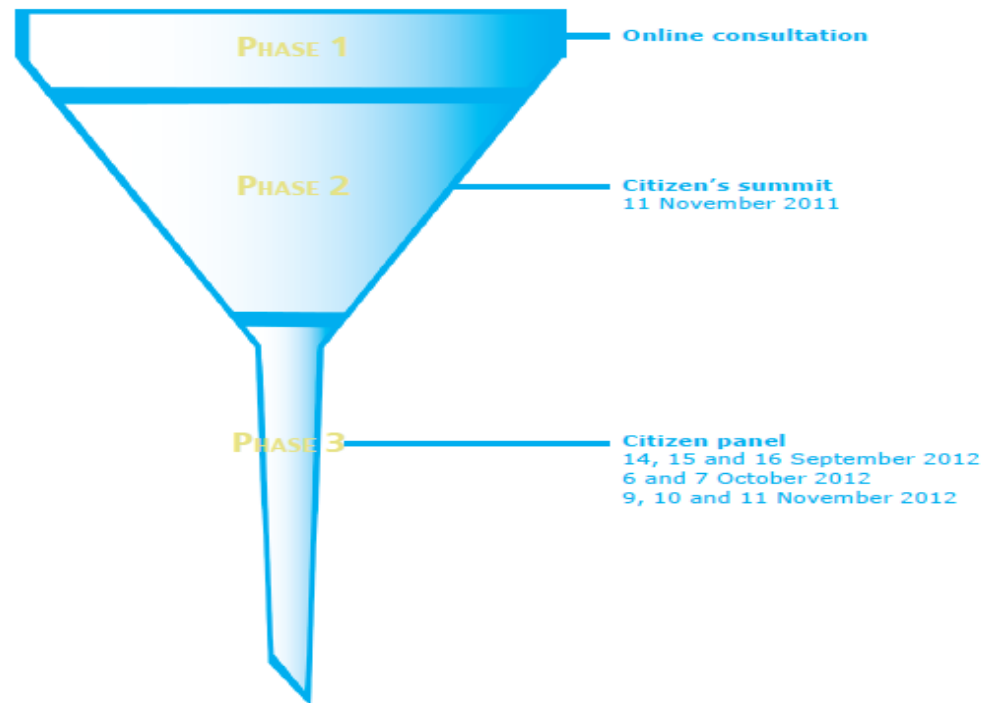 PHASE 1
Online consultation
PHASE 2
Citizen's summit
11 November 2011
PHASE 3
Citizen panel
14, 15 and 16 September 2012
6 and 7 October 2012
9, 10 and 11 November 2012